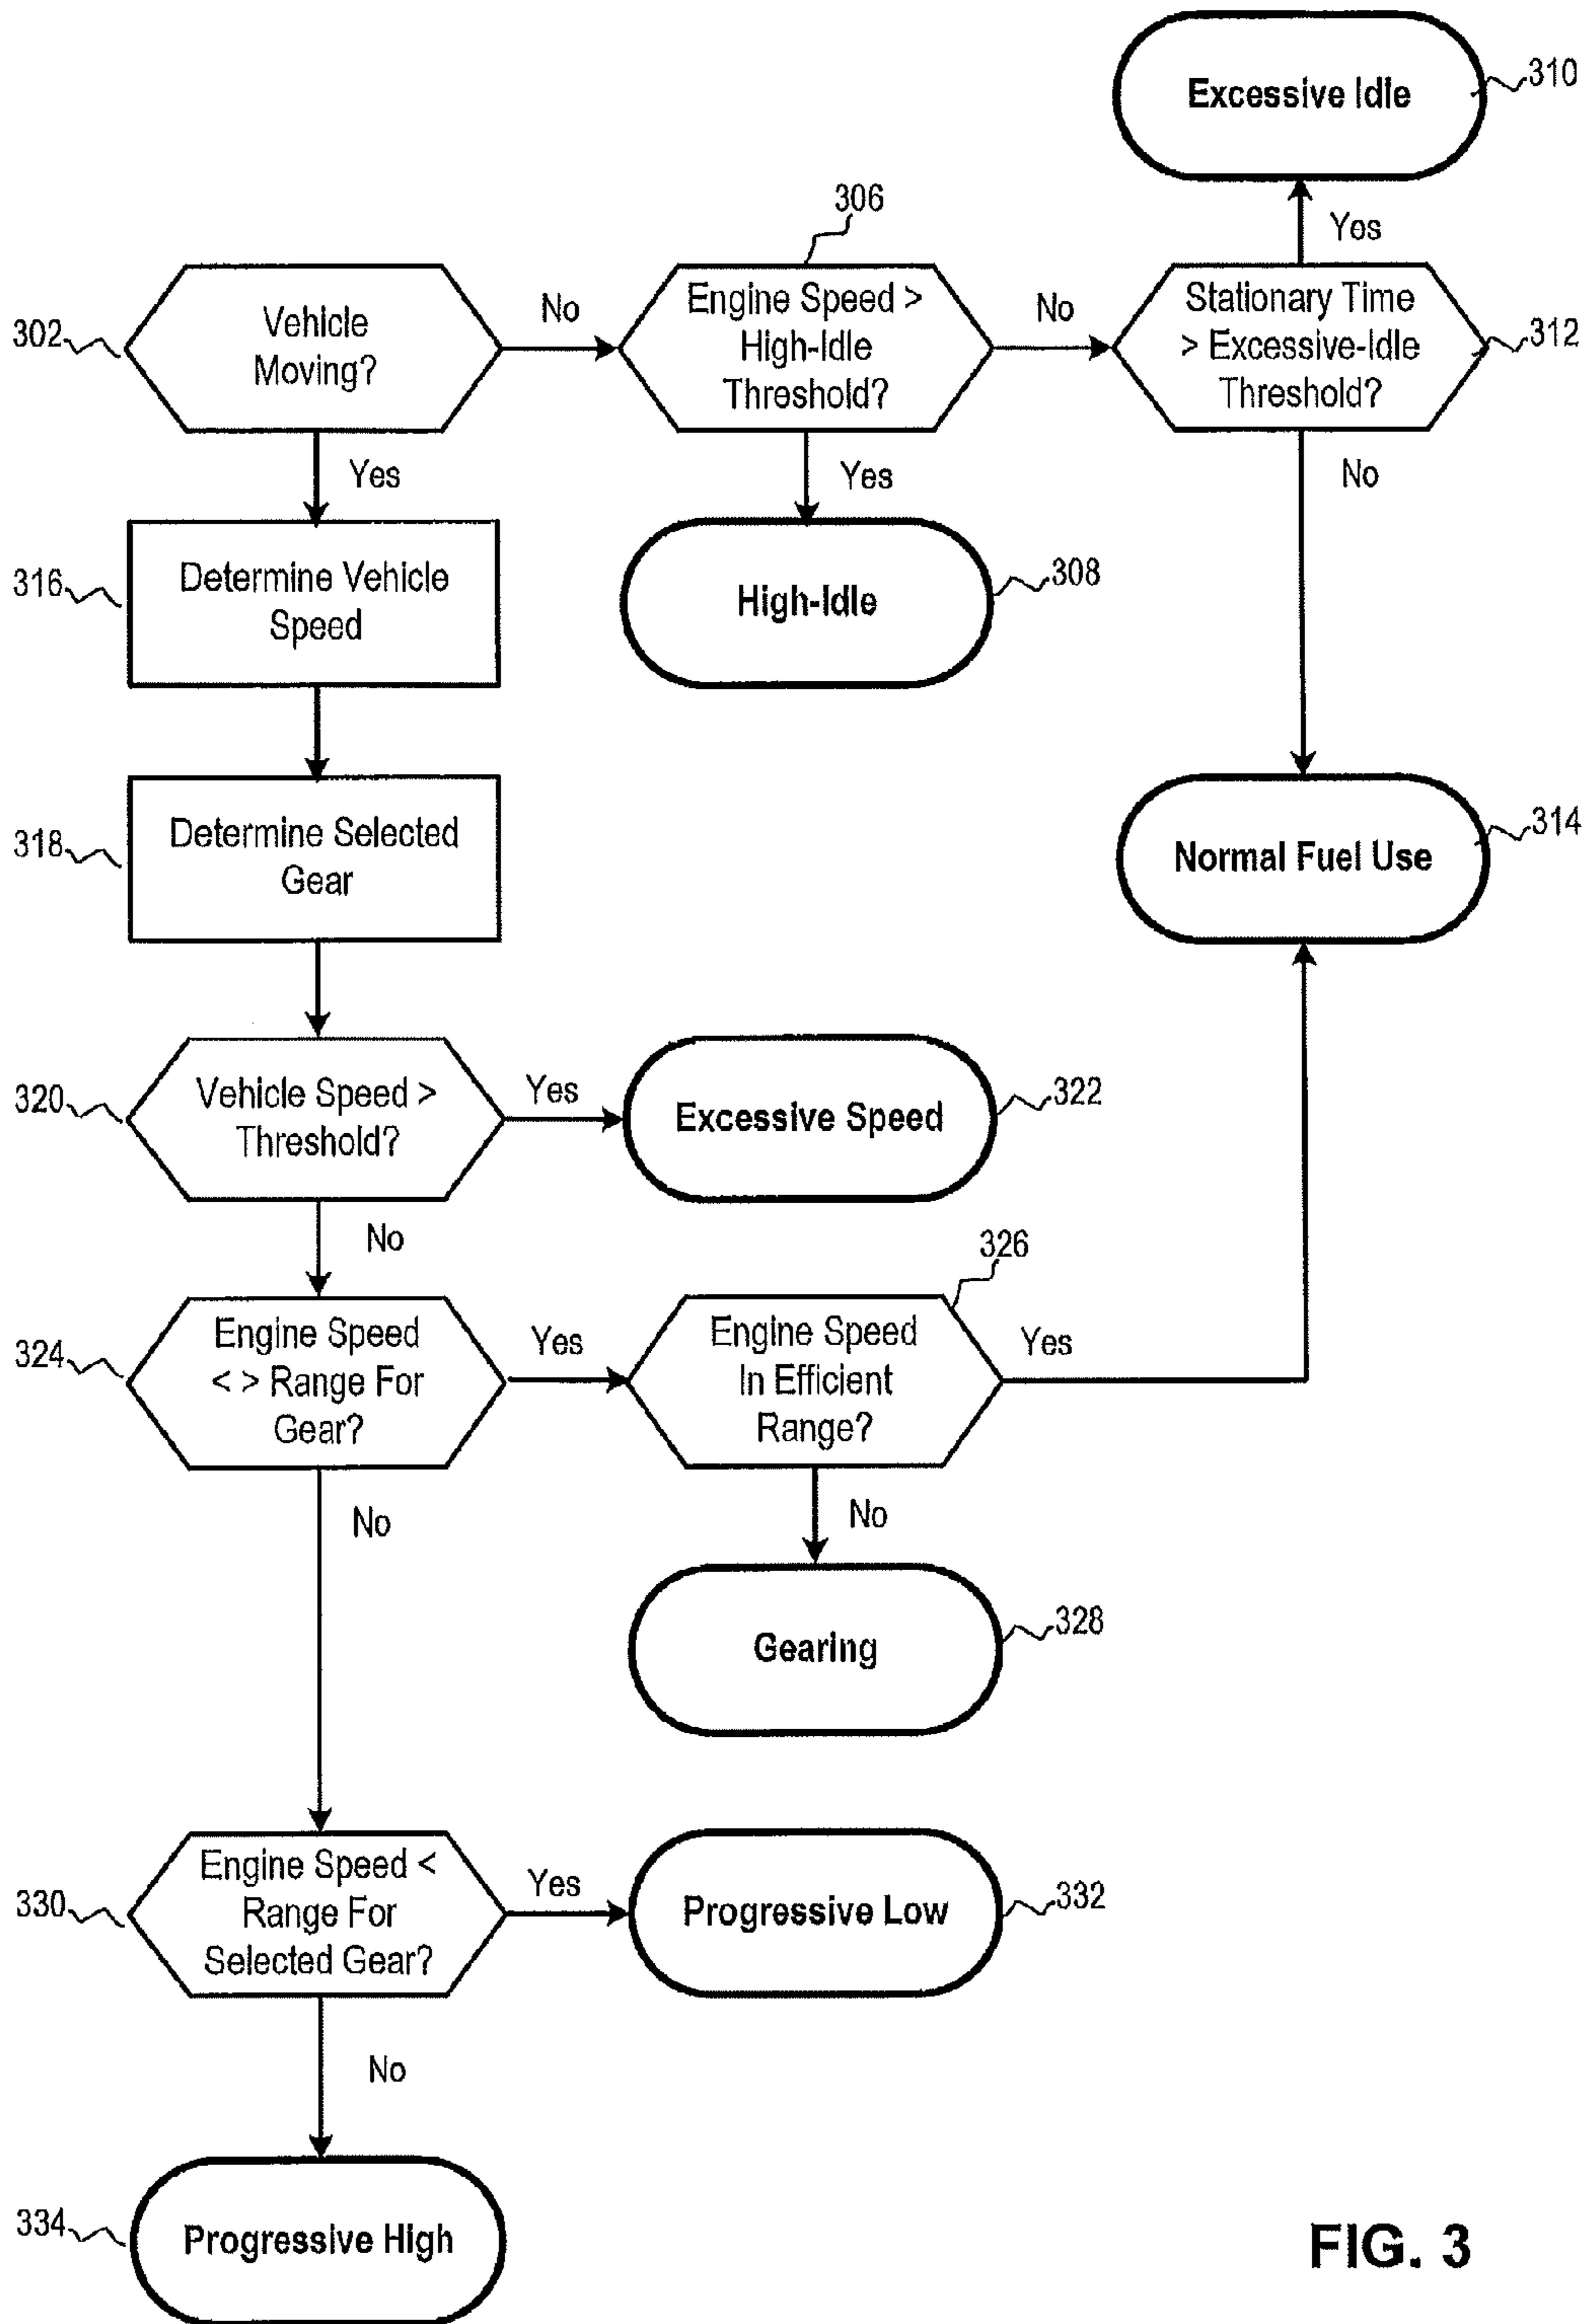 Excessive Idle
310
306
Yes
302
Vehicle
Moving?
No
Engine Speed >
High-Idle
Threshold?
No
Stationary Time
> Excessive-Idle
Threshold?
312
Yes
Yes
No
316
Determine Vehicle
Speed
High-Idle
308
318
Determine Selected
Gear
Normal Fuel Use
314
320
Vehicle Speed >
Threshold?
Yes
Excessive Speed
322
No
326
324
Engine Speed
< > Range For
Gear?
Yes
Engine Speed
In Efficient
Range?
Yes
No
No
Gearing
328
330
Engine Speed <
Range For
Selected Gear?
Yes
Progressive Low
332
No
334
Progressive High
FIG. 3